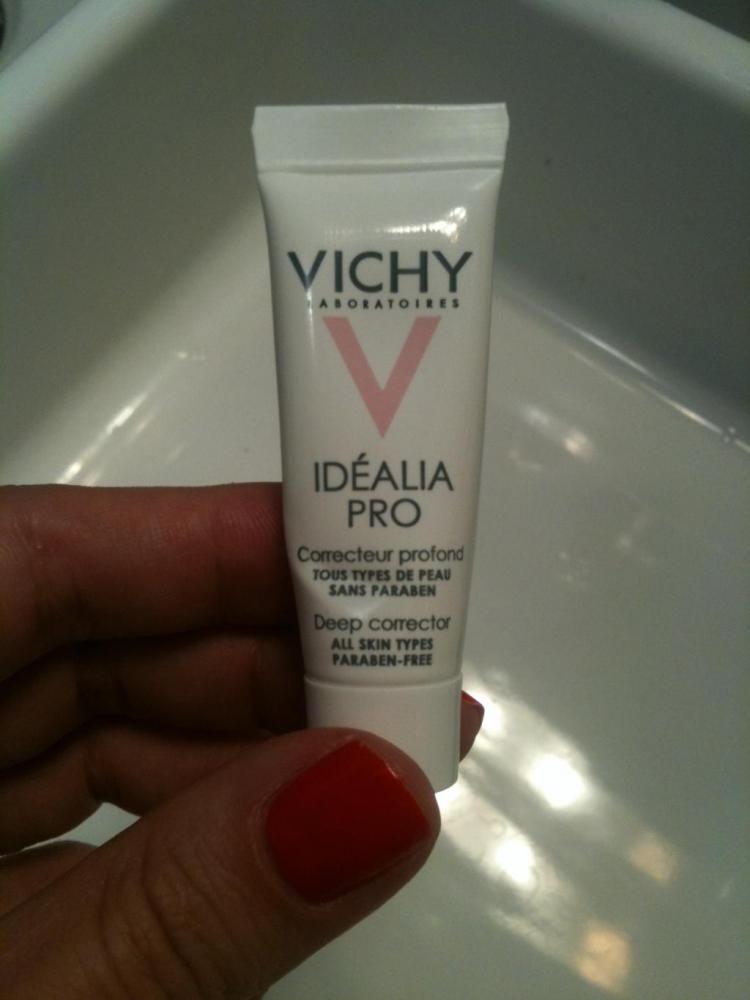 VICHY
LABORATOIRES
V
IDÉALIA
PRO
Correcteur profond
TOUS TYPES DE PEAU
SANS PARABEN
Deep corrector
ALL SKIN TYPES
PARABEN-FREE